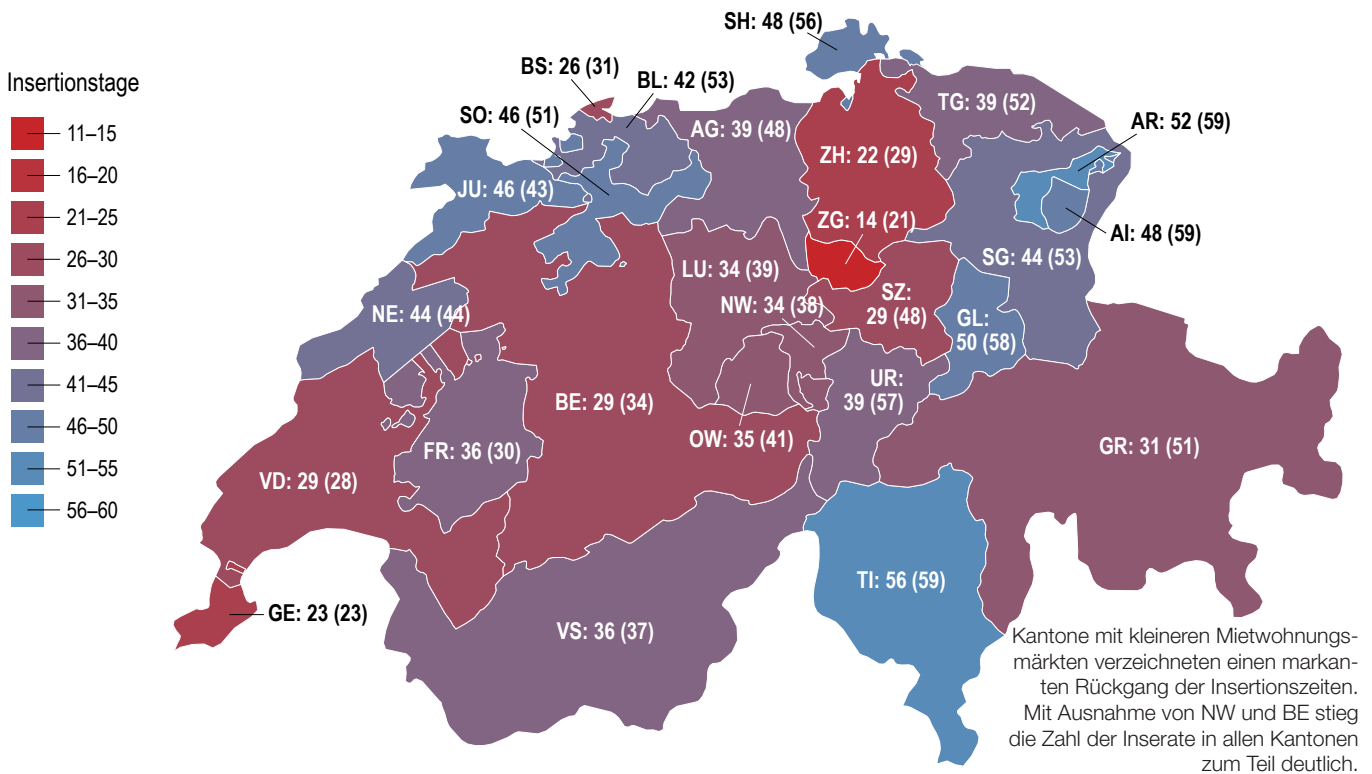 Insertionstage
11–15
16–20
21–25
26–30
31–35
36–40
41–45
46–50
51–55
56–60
SH: 48 (56)
BS: 26 (31)
BL: 42 (53)
SO: 46 (51)
AG: 39 (48)
TG: 39 (52)
AR: 52 (59)
ZH: 22 (29)
JU: 46 (43)
ZG: 14 (21)
AI: 48 (59)
SG: 44 (53)
LU: 34 (39)
NW: 34 (38)
SZ:
29 (48)
GL:
50 (58)
NE: 44 (44)
UR:
39 (57)
BE: 29 (34)
OW: 35 (41)
FR: 36 (30)
GR: 31 (51)
VD: 29 (28)
TI: 56 (59)
GE: 23 (23)
VS: 36 (37)
Kantone mit kleineren Mietwohnungs-
märkten verzeichneten einen markan-
ten Rückgang der Insertionszeiten.
Mit Ausnahme von NW und BE stieg
die Zahl der Inserate in allen Kantonen
zum Teil deutlich.